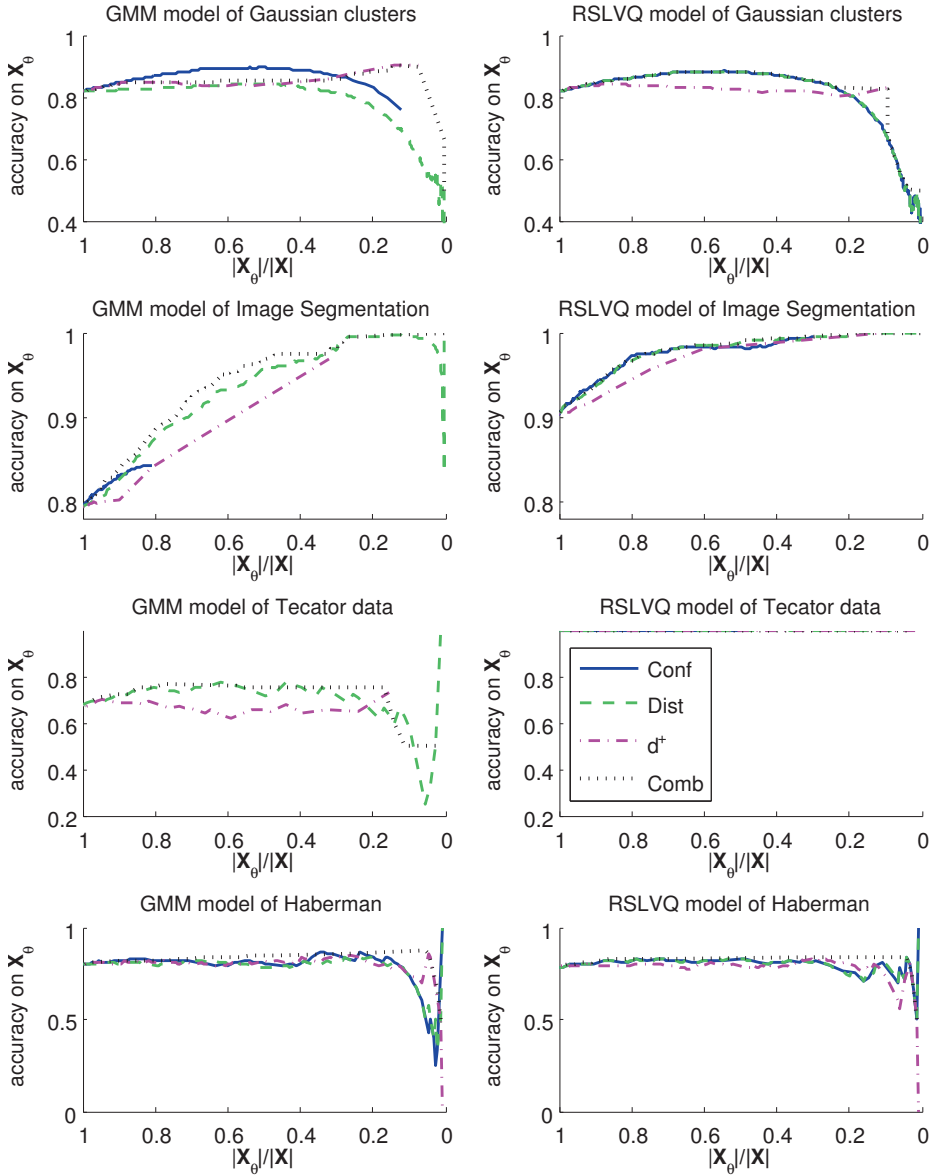 GMM model of Gaussian clusters
accuracy on X_θ
1
0.8
0.6
0.4
1 0.8 0.6 0.4 0.2 0
|X_θ|/|X|
RSLVQ model of Gaussian clusters
accuracy on X_θ
1
0.8
0.6
0.4
1 0.8 0.6 0.4 0.2 0
|X_θ|/|X|
GMM model of Image Segmentation
accuracy on X_θ
1
0.9
0.8
1 0.8 0.6 0.4 0.2 0
|X_θ|/|X|
RSLVQ model of Image Segmentation
accuracy on X_θ
1
0.9
0.8
1 0.8 0.6 0.4 0.2 0
|X_θ|/|X|
GMM model of Tecator data
accuracy on X_θ
0.8
0.6
0.4
0.2
1 0.8 0.6 0.4 0.2 0
|X_θ|/|X|
RSLVQ model of Tecator data
accuracy on X_θ
0.8
0.6
0.4
0.2
Conf
Dist
d⁺
Comb
1 0.8 0.6 0.4 0.2 0
|X_θ|/|X|
GMM model of Haberman
accuracy on X_θ
1
0.5
0
1 0.8 0.6 0.4 0.2 0
|X_θ|/|X|
RSLVQ model of Haberman
accuracy on X_θ
1
0.5
0
1 0.8 0.6 0.4 0.2 0
|X_θ|/|X|